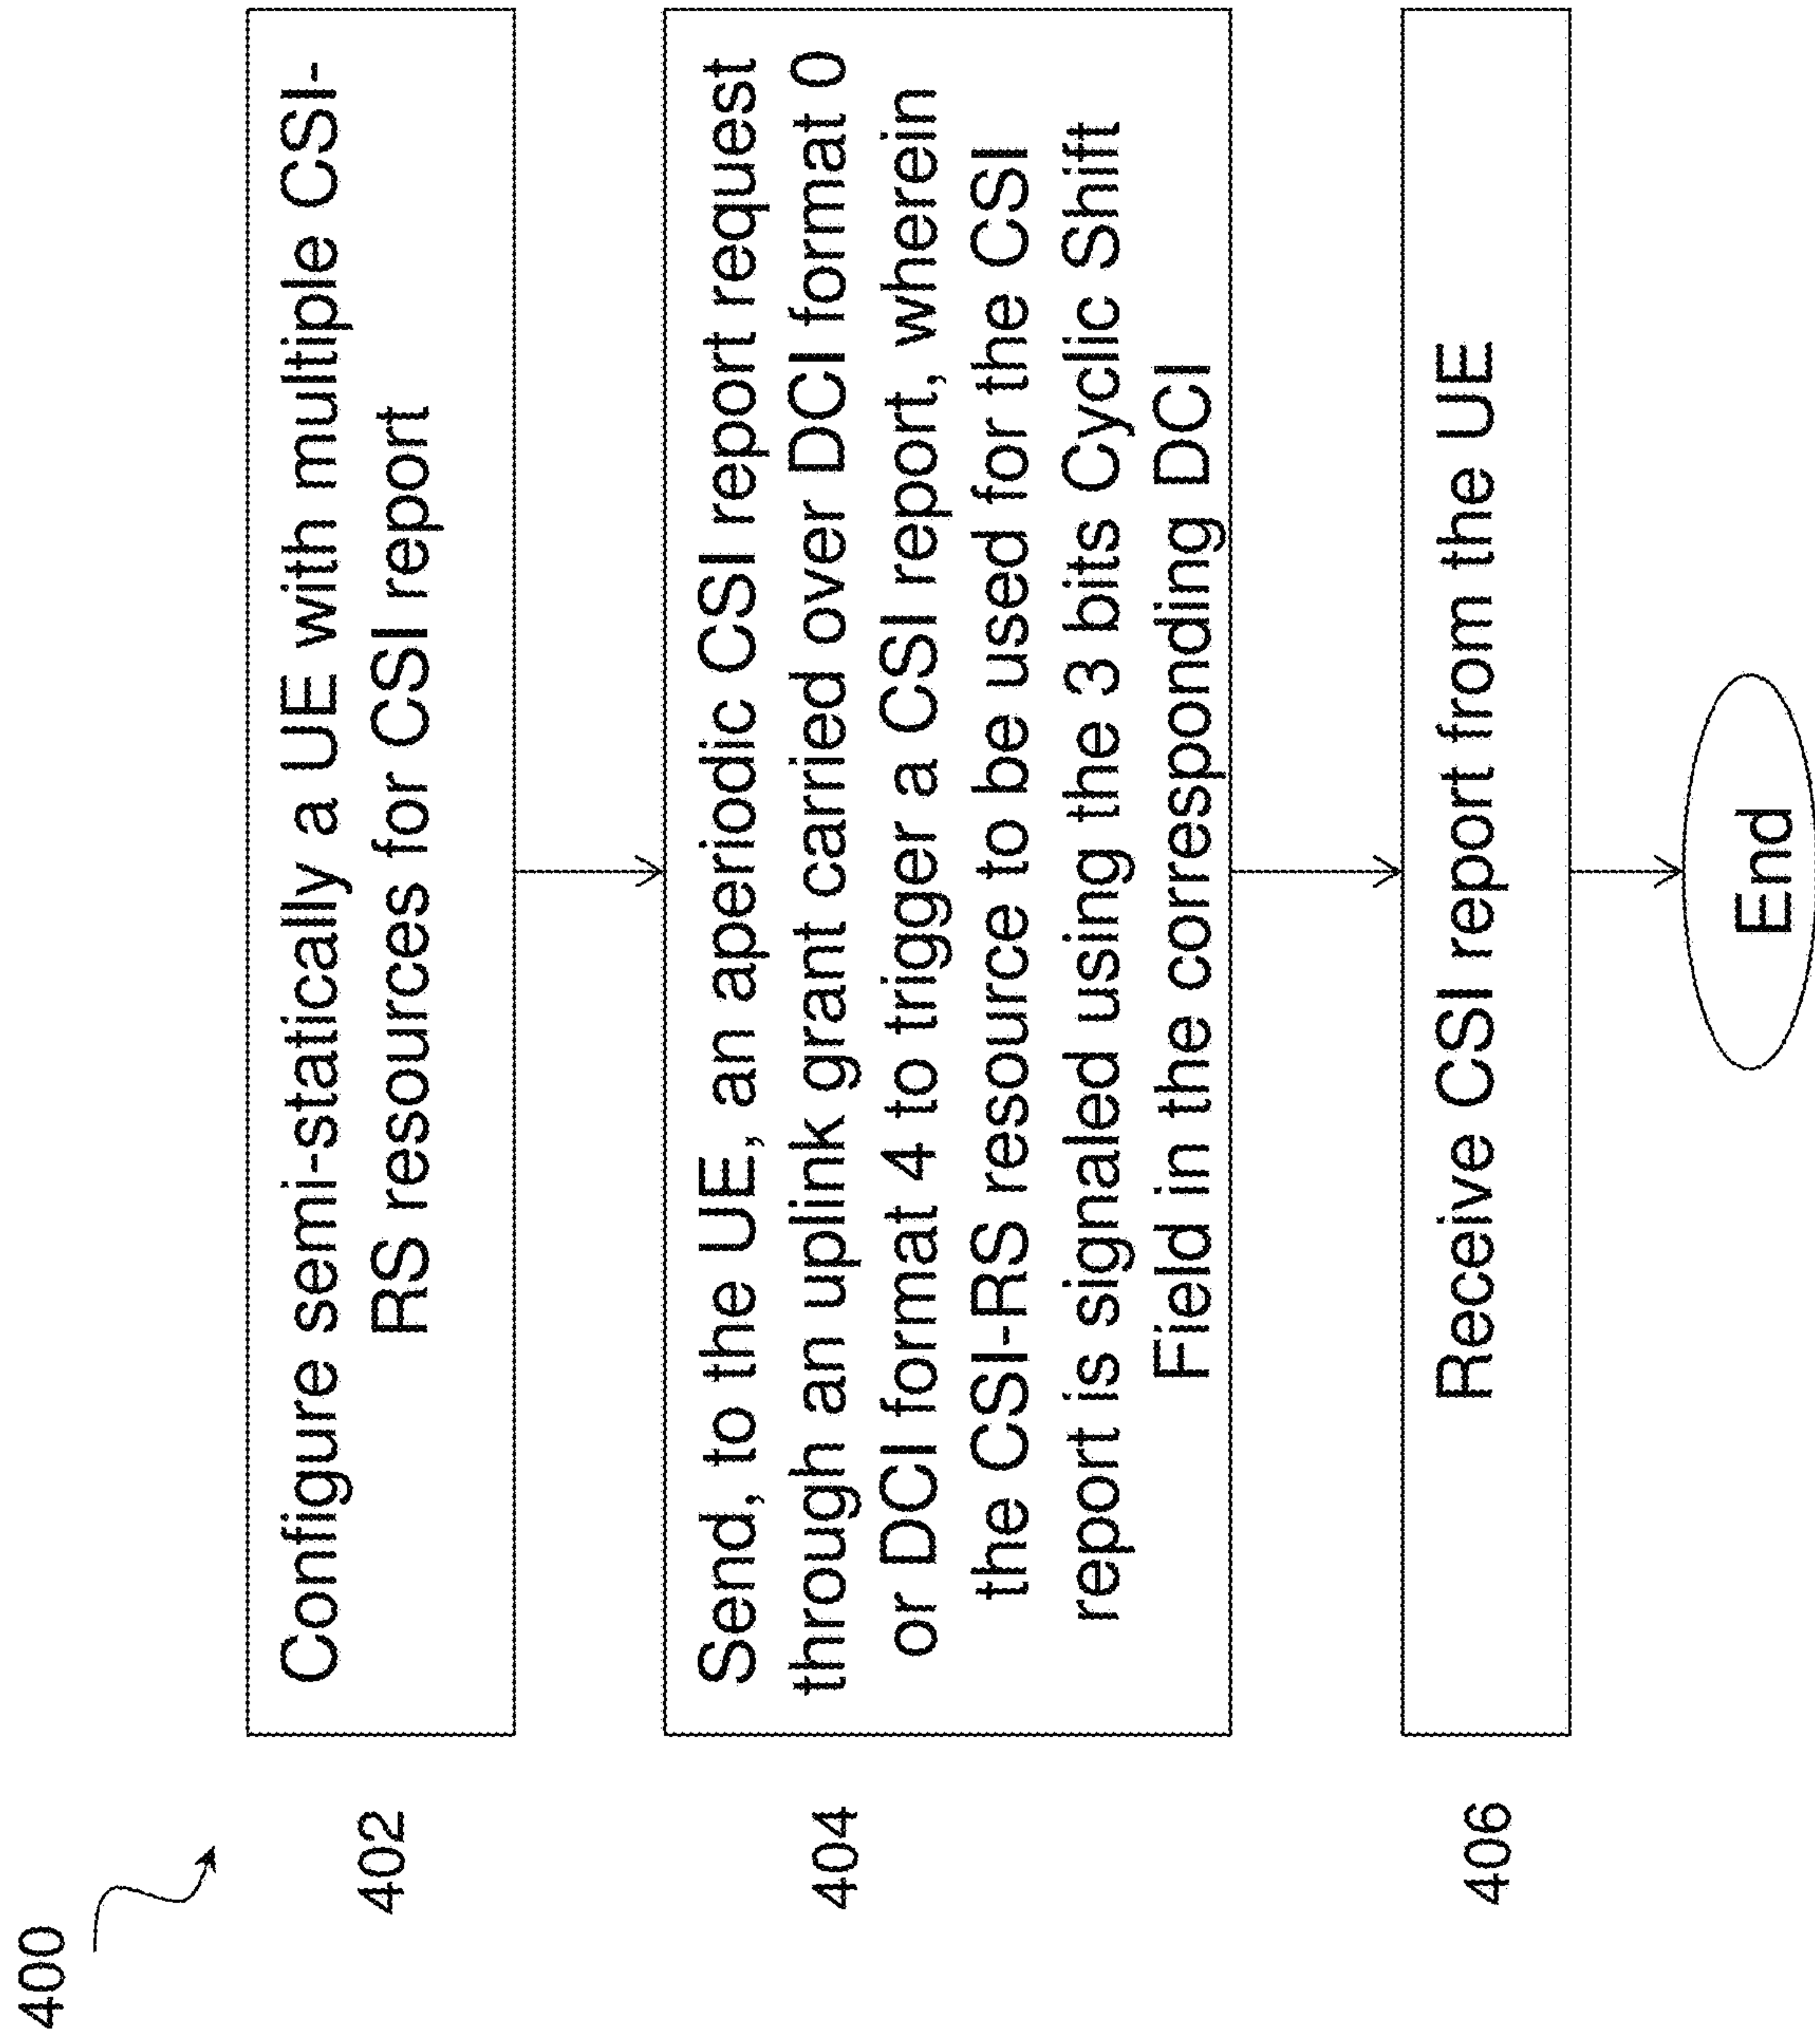 400
402
Configure semi-statically a UE with multiple CSI-
RS resources for CSI report
404
Send, to the UE, an aperiodic CSI report request
through an uplink grant carried over DCI format 0
or DCI format 4 to trigger a CSI report, wherein
the CSI-RS resource to be used for the CSI
report is signaled using the 3 bits Cyclic Shift
Field in the corresponding DCI
406
Receive CSI report from the UE
End